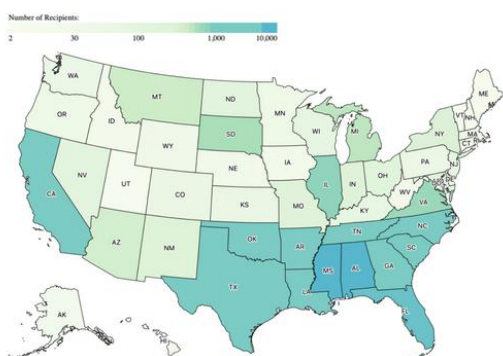 Number of Recipients:
2 30 100 1,000 10,000
WA
MT
ND
MN
ME
OR
ID
SD
WI
MI
VT
NH
NY
MA
CT
WY
IA
NE
PA
NJ
NV
UT
CO
IL
IN
OH
DE
WV
VA
CA
KS
MO
KY
AZ
NM
OK
AR
TN
NC
SC
MS
AL
GA
TX
LA
FL
AK
HI